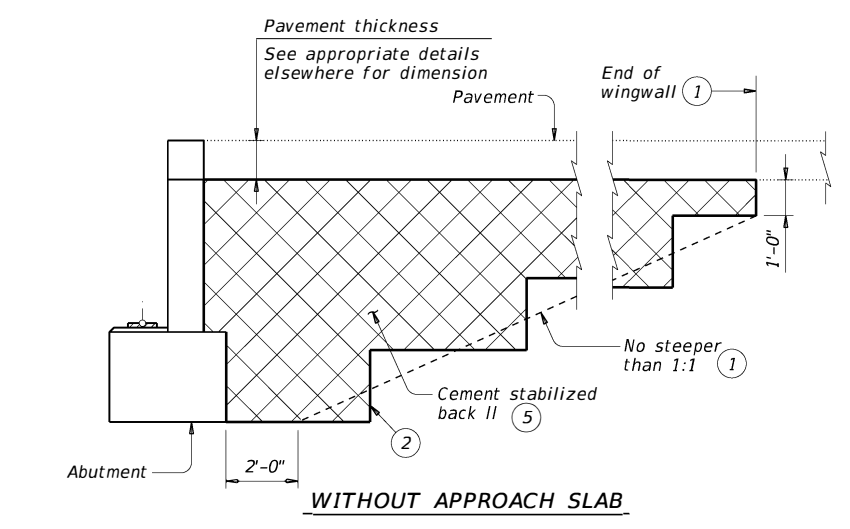 Pavement thickness
See appropriate details
elsewhere for dimension
Pavement
End of
wingwall 1
1'-0"
No steeper
than 1:1 1
Cement stabilized
back ll 5
2
2'-0"
Abutment
WITHOUT APPROACH SLAB